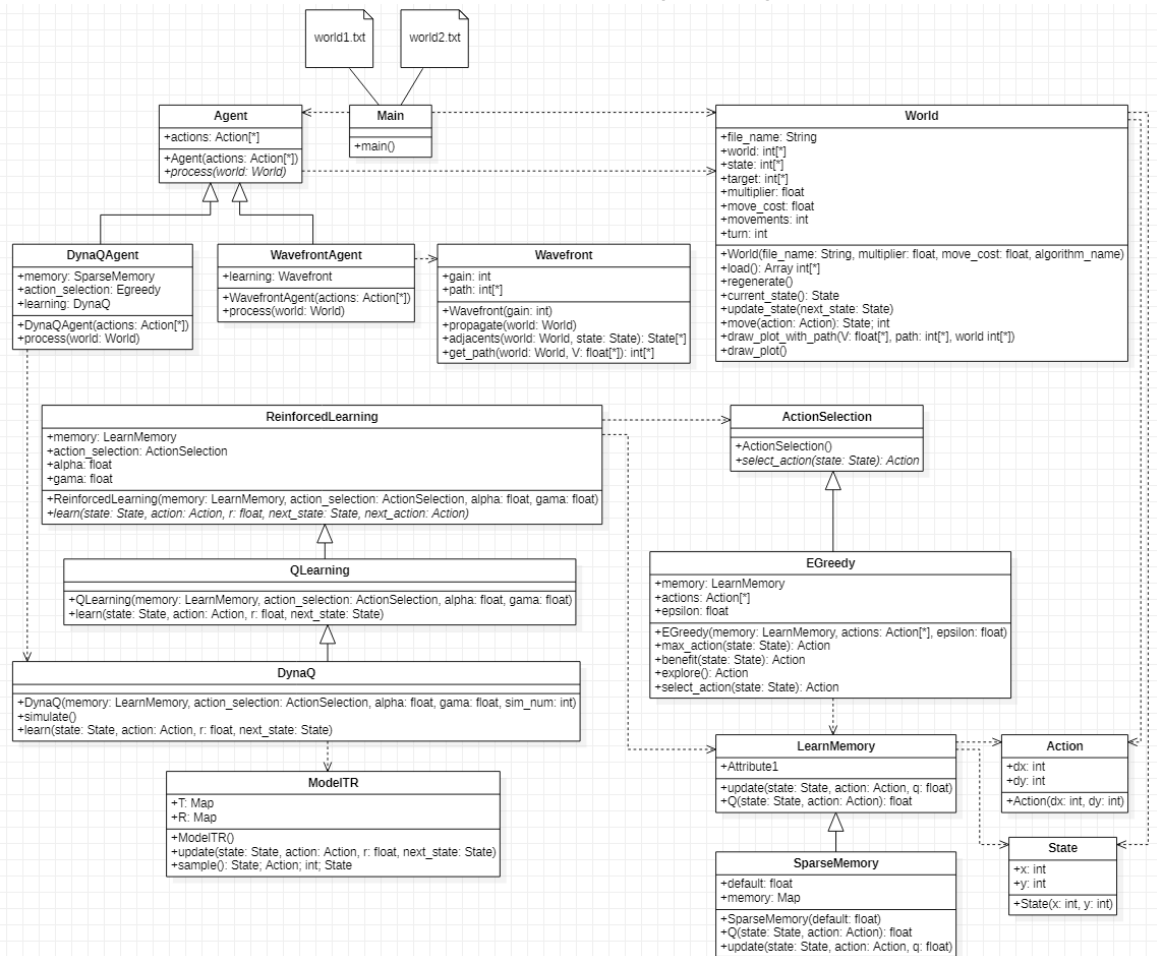 world1.txt
world2.txt
Agent
+actions: Action[*]
+Agent(actions: Action[*])
+process(world: World)
Main
+main()
World
+file_name: String
+world: int[*]
+state: int[*]
+target: int[*]
+multiplier: float
+move_cost: float
+movements: int
+turn: int
+World(file_name: String, multiplier: float, move_cost: float, algorithm_name)
+load(): Array int[*]
+regenerate()
+current_state(): State
+update_state(next_state: State)
+move(action: Action): State; int
+draw_plot_with_path(V: float[*], path: int[*], world int[*])
+draw_plot()
DynaQAgent
+memory: SparseMemory
+action_selection: Egreedy
+learning: DynaQ
+DynaQAgent(actions: Action[*])
+process(world: World)
WavefrontAgent
+learning: Wavefront
+WavefrontAgent(actions: Action[*])
+process(world: World)
Wavefront
+gain: int
+path: int[*]
+Wavefront(gain: int)
+propagate(world: World)
+adjacents(world: World, state: State): State[*]
+get_path(world: World, V: float[*]): int[*]
ReinforcedLearning
+memory: LearnMemory
+action_selection: ActionSelection
+alpha: float
+gama: float
+ReinforcedLearning(memory: LearnMemory, action_selection: ActionSelection, alpha: float, gama: float)
+learn(state: State, action: Action, r: float, next_state: State, next_action: Action)
ActionSelection
+ActionSelection()
+select_action(state: State): Action
QLearning
+QLearning(memory: LearnMemory, action_selection: ActionSelection, alpha: float, gama: float)
+learn(state: State, action: Action, r: float, next_state: State)
EGreedy
+memory: LearnMemory
+actions: Action[*]
+epsilon: float
+EGreedy(memory: LearnMemory, actions: Action[*], epsilon: float)
+max_action(state: State): Action
+benefit(state: State): Action
+explore(): Action
+select_action(state: State): Action
DynaQ
+DynaQ(memory: LearnMemory, action_selection: ActionSelection, alpha: float, gama: float, sim_num: int)
+simulate()
+learn(state: State, action: Action, r: float, next_state: State)
ModelTR
+T: Map
+R: Map
+ModelTR()
+update(state: State, action: Action, r: float, next_state: State)
+sample(): State; Action; int; State
LearnMemory
+Attribute1
+update(state: State, action: Action, q: float)
+Q(state: State, action: Action): float
Action
+dx: int
+dy: int
+Action(dx: int, dy: int)
State
+x: int
+y: int
+State(x: int, y: int)
SparseMemory
+default: float
+memory: Map
+SparseMemory(default: float)
+Q(state: State, action: Action): float
+update(state: State, action: Action, q: float)